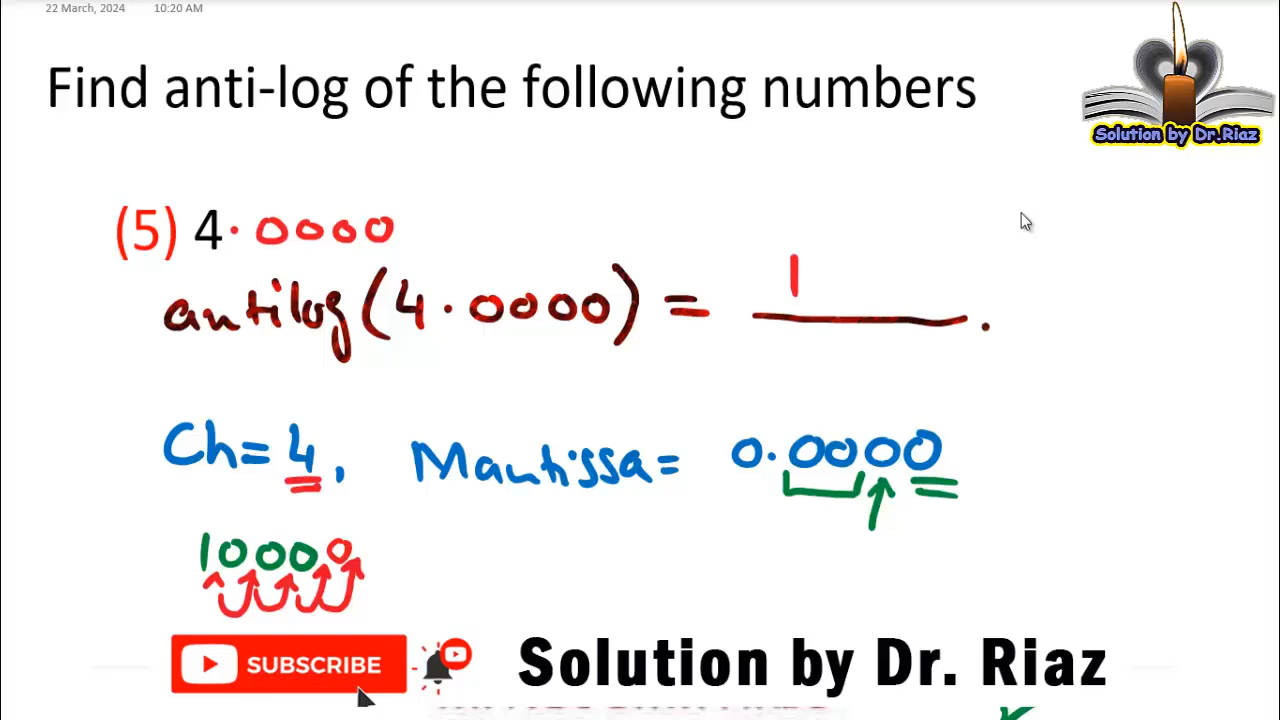 22 March, 2024 10:20 AM
Find anti-log of the following numbers
Solution by Dr.Riaz
(5) 4.0000
antilog(4.0000) = 1
Ch=4, Mantissa= 0.0000
10000
SUBSCRIBE
Solution by Dr. Riaz